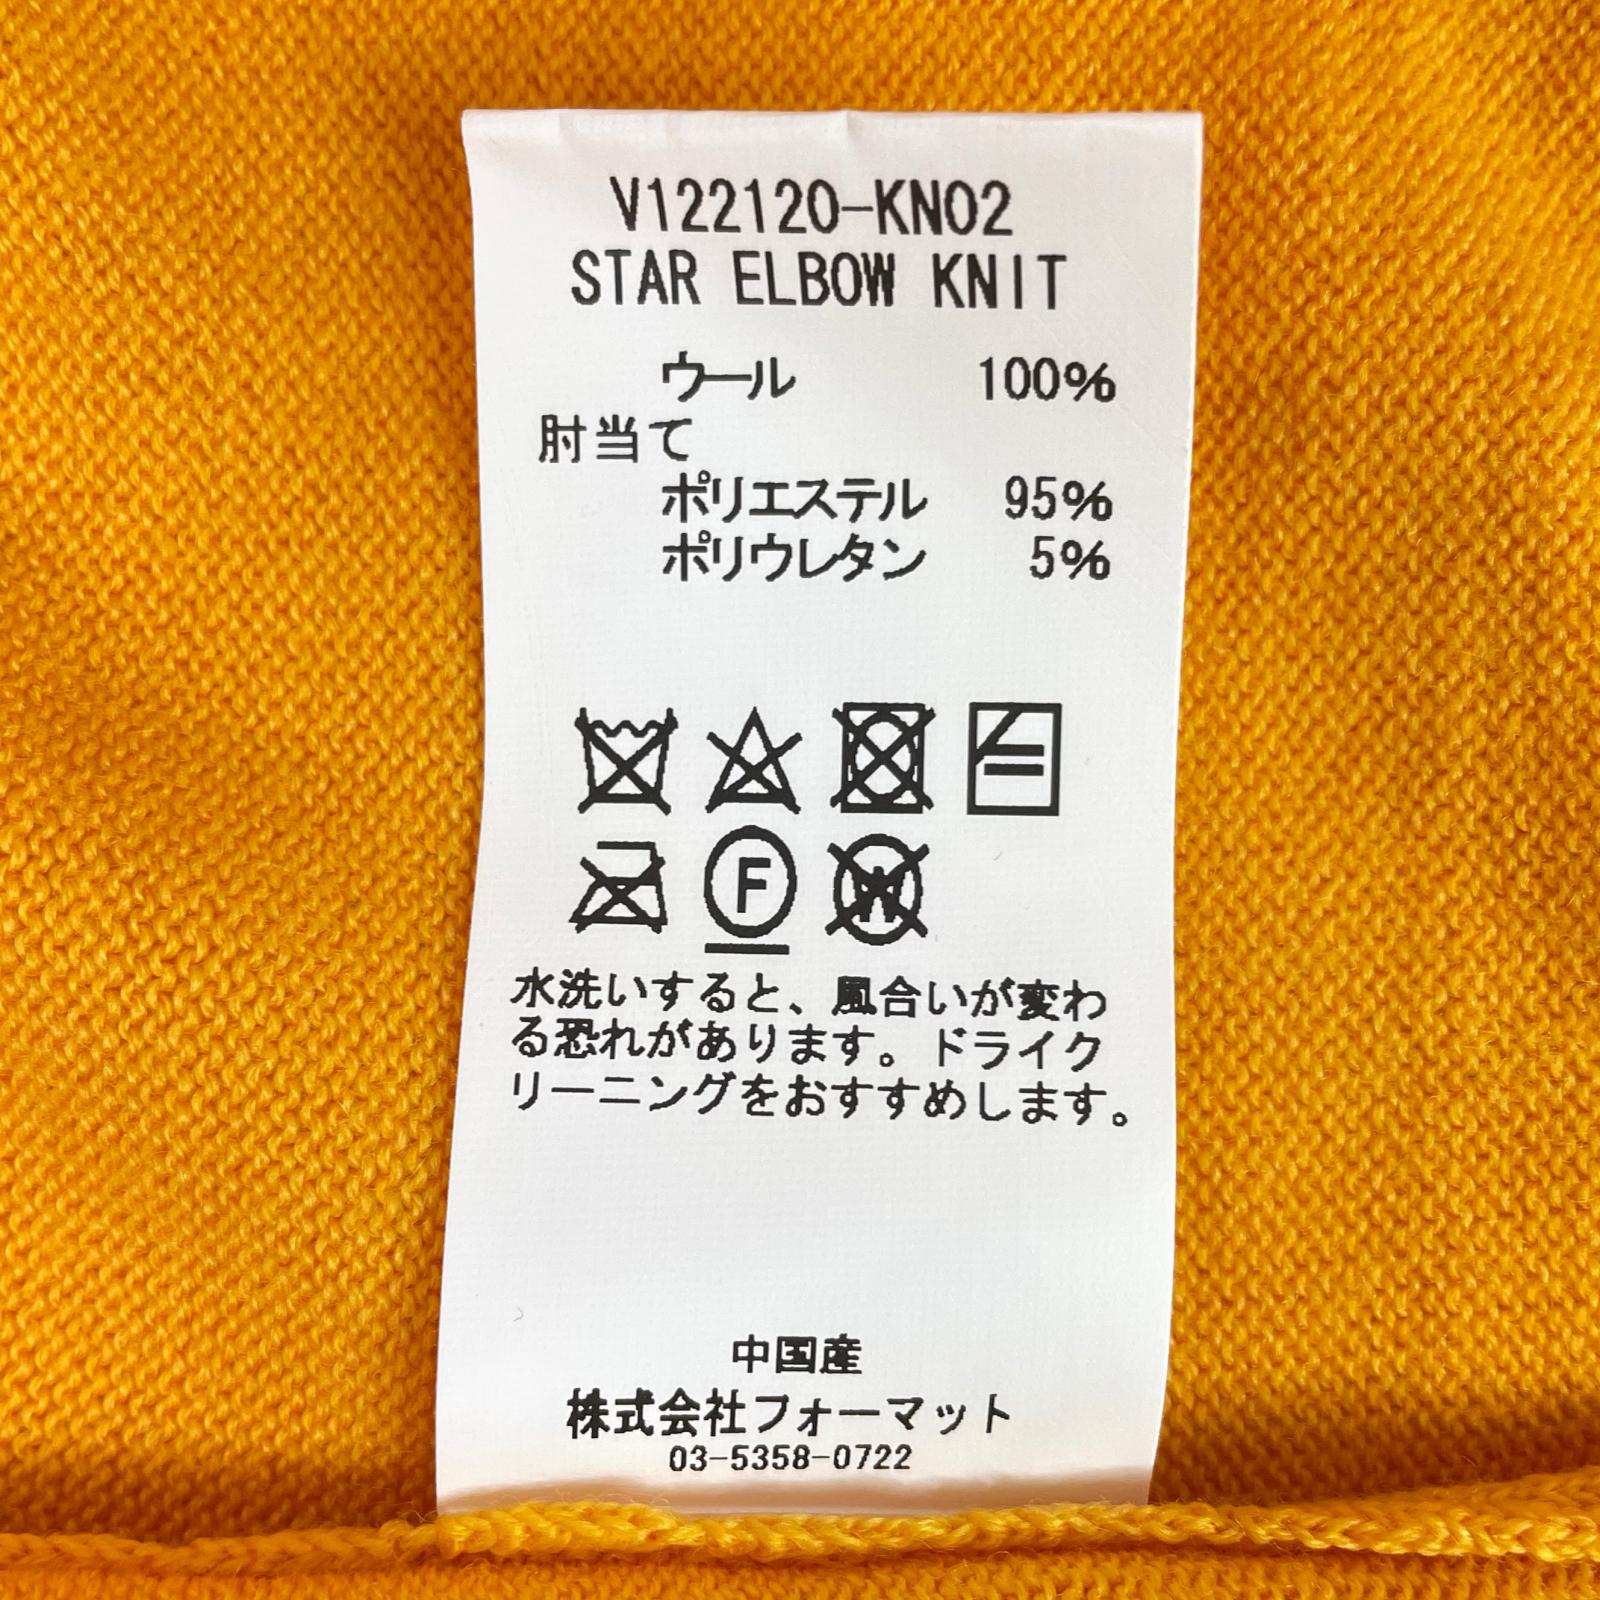 V122120-KN02
STAR ELBOW KNIT
ウール 100%
肘当て
ポリエステル 95%
ポリウレタン 5%
F
W
水洗いすると、風合いが変わ
る恐れがあります。ドライク
リーニングをおすすめします。
中国産
株式会社フォーマット
03-5358-0722